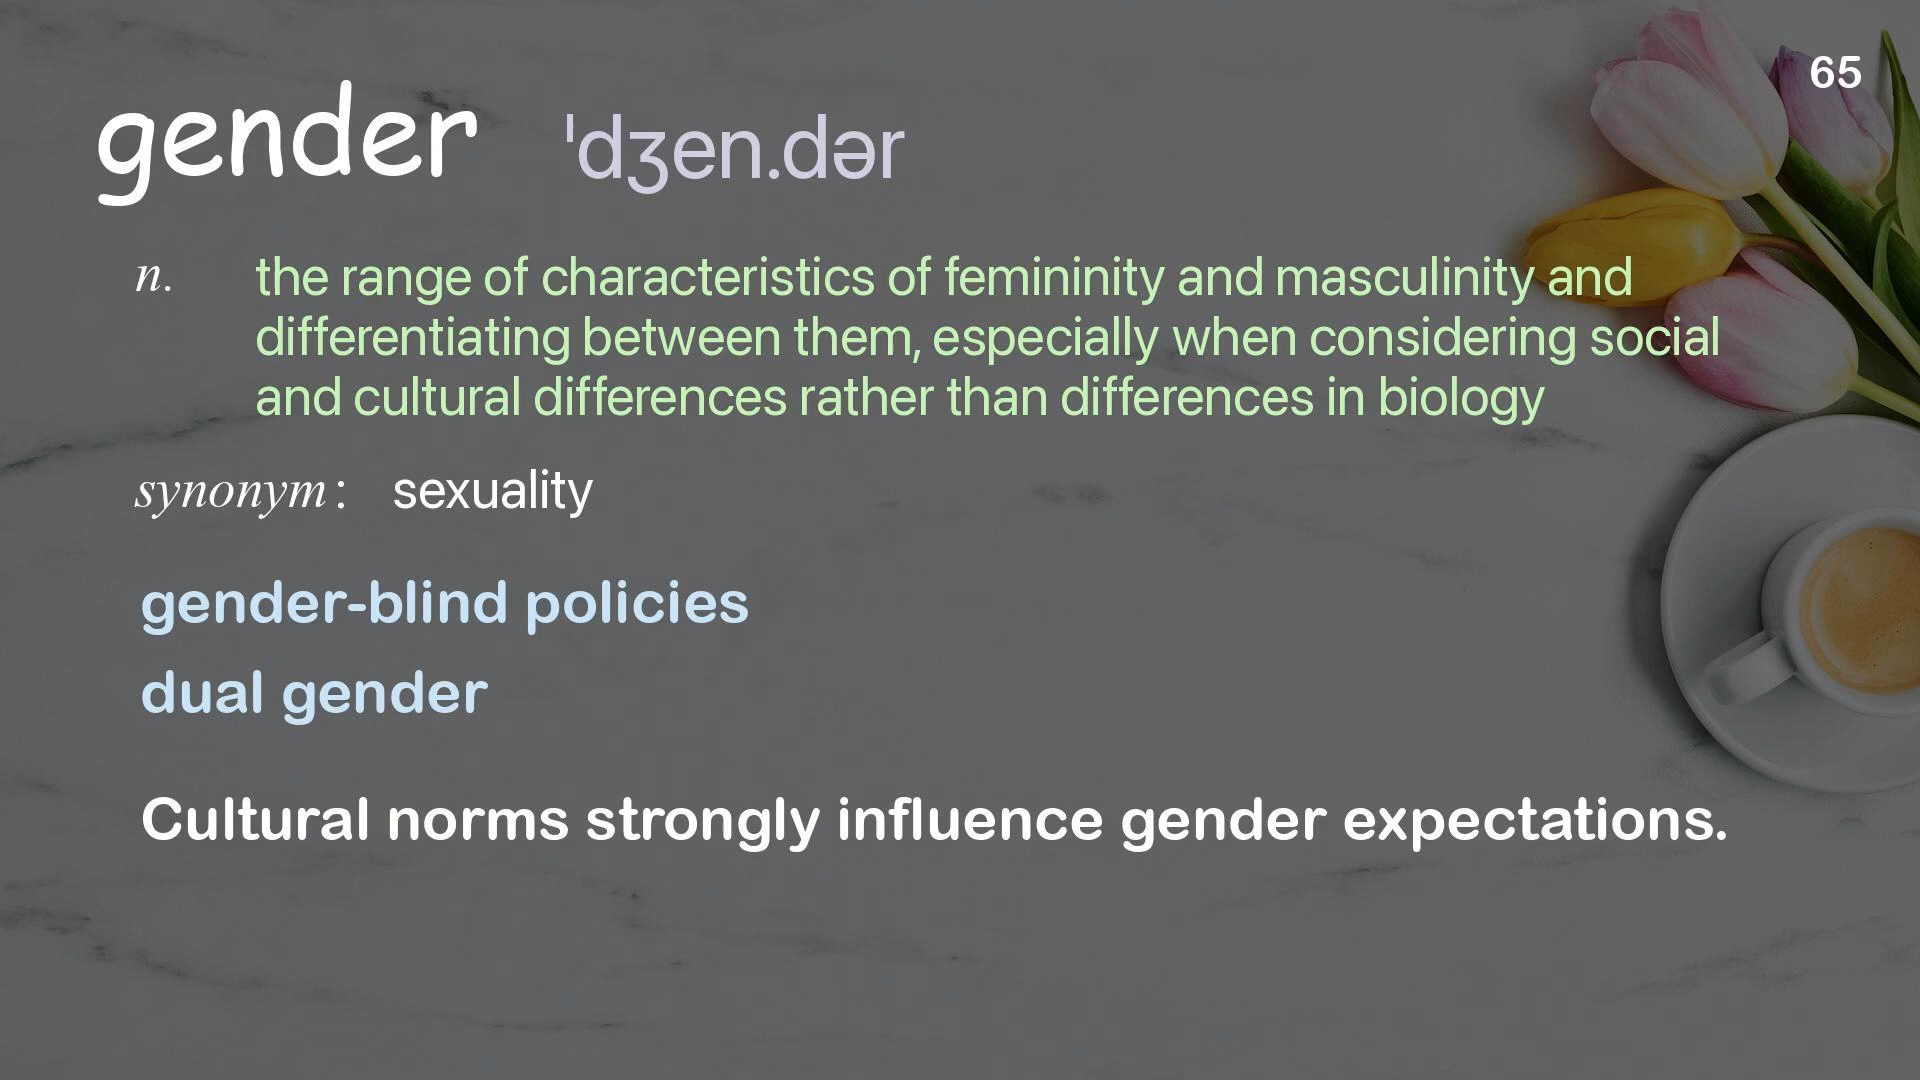 65
gender ˈdʒen.dər
n. the range of characteristics of femininity and masculinity and
differentiating between them, especially when considering social
and cultural differences rather than differences in biology
synonym: sexuality
gender-blind policies
dual gender
Cultural norms strongly influence gender expectations.